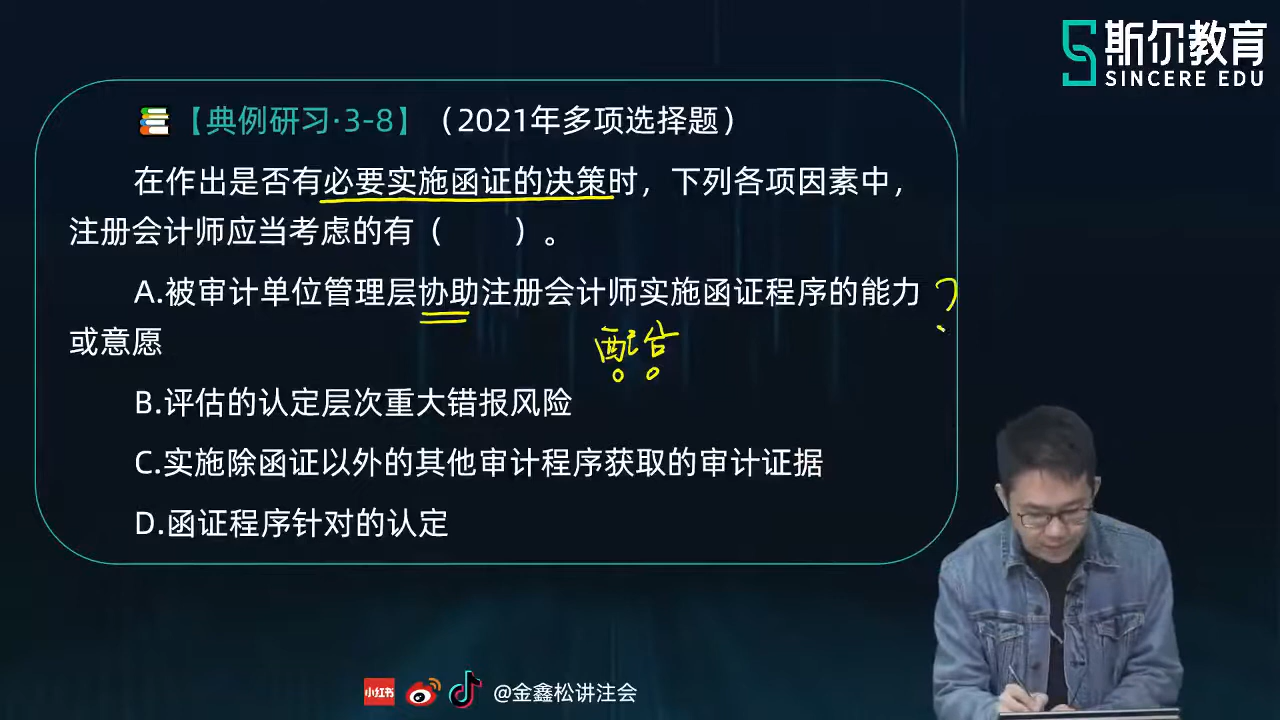 斯尔教育
SINCERE EDU
【典例研习·3-8】（2021年多项选择题）
在作出是否有必要实施函证的决策时，下列各项因素中，
注册会计师应当考虑的有（ ）。
A.被审计单位管理层协助注册会计师实施函证程序的能力
？
或意愿
配合
B.评估的认定层次重大错报风险
C.实施除函证以外的其他审计程序获取的审计证据
D.函证程序针对的认定
小红书
@金鑫松讲注会